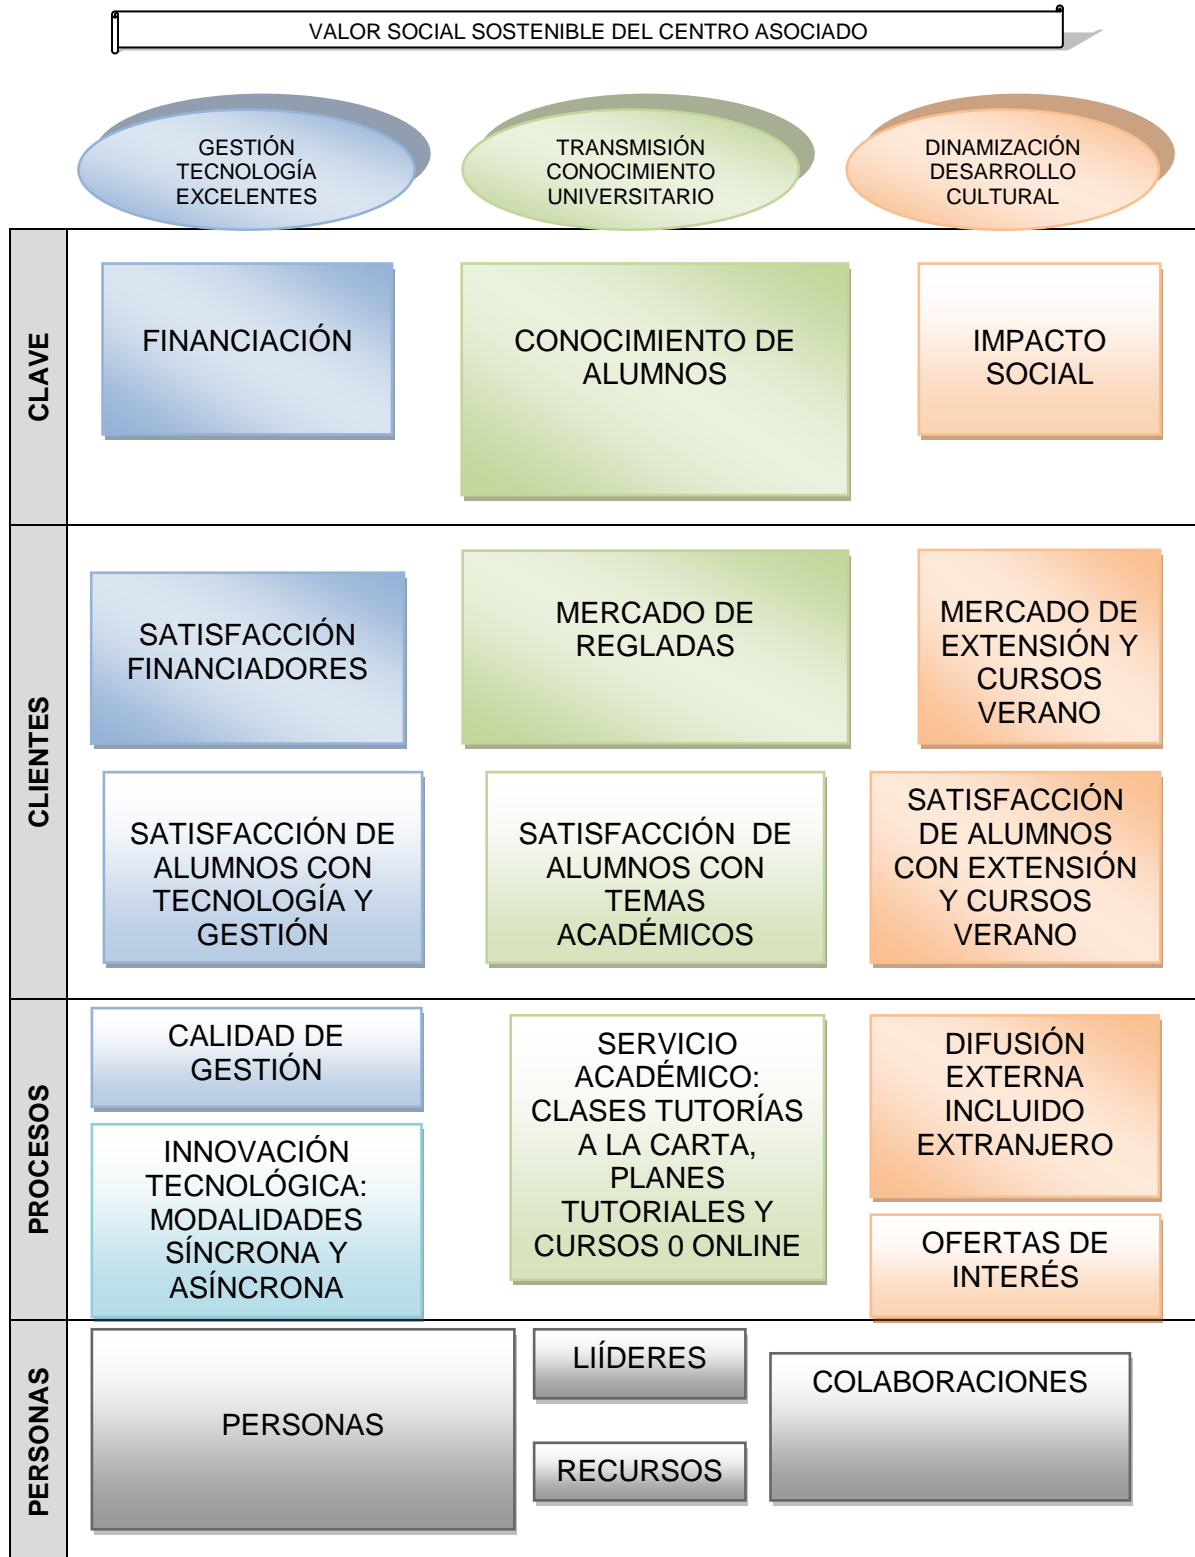 VALOR SOCIAL SOSTENIBLE DEL CENTRO ASOCIADO
GESTIÓN
TECNOLOGÍA
EXCELENTES
TRANSMISIÓN
CONOCIMIENTO
UNIVERSITARIO
DINAMIZACIÓN
DESARROLLO
CULTURAL
CLAVE
FINANCIACIÓN
CONOCIMIENTO DE
ALUMNOS
IMPACTO
SOCIAL
CLIENTES
SATISFACCIÓN
FINANCIADORES
MERCADO DE
REGLADAS
MERCADO DE
EXTENSIÓN Y
CURSOS
VERANO
SATISFACCIÓN DE
ALUMNOS CON
TECNOLOGÍA Y
GESTIÓN
SATISFACCIÓN  DE
ALUMNOS CON
TEMAS
ACADÉMICOS
SATISFACCIÓN
DE ALUMNOS
CON EXTENSIÓN
Y CURSOS
VERANO
PROCESOS
CALIDAD DE
GESTIÓN
INNOVACIÓN
TECNOLÓGICA:
MODALIDADES
SÍNCRONA Y
ASÍNCRONA
SERVICIO
ACADÉMICO:
CLASES TUTORÍAS
A LA CARTA,
PLANES
TUTORIALES Y
CURSOS 0 ONLINE
DIFUSIÓN
EXTERNA
INCLUIDO
EXTRANJERO
OFERTAS DE
INTERÉS
PERSONAS
PERSONAS
LIÍDERES
RECURSOS
COLABORACIONES